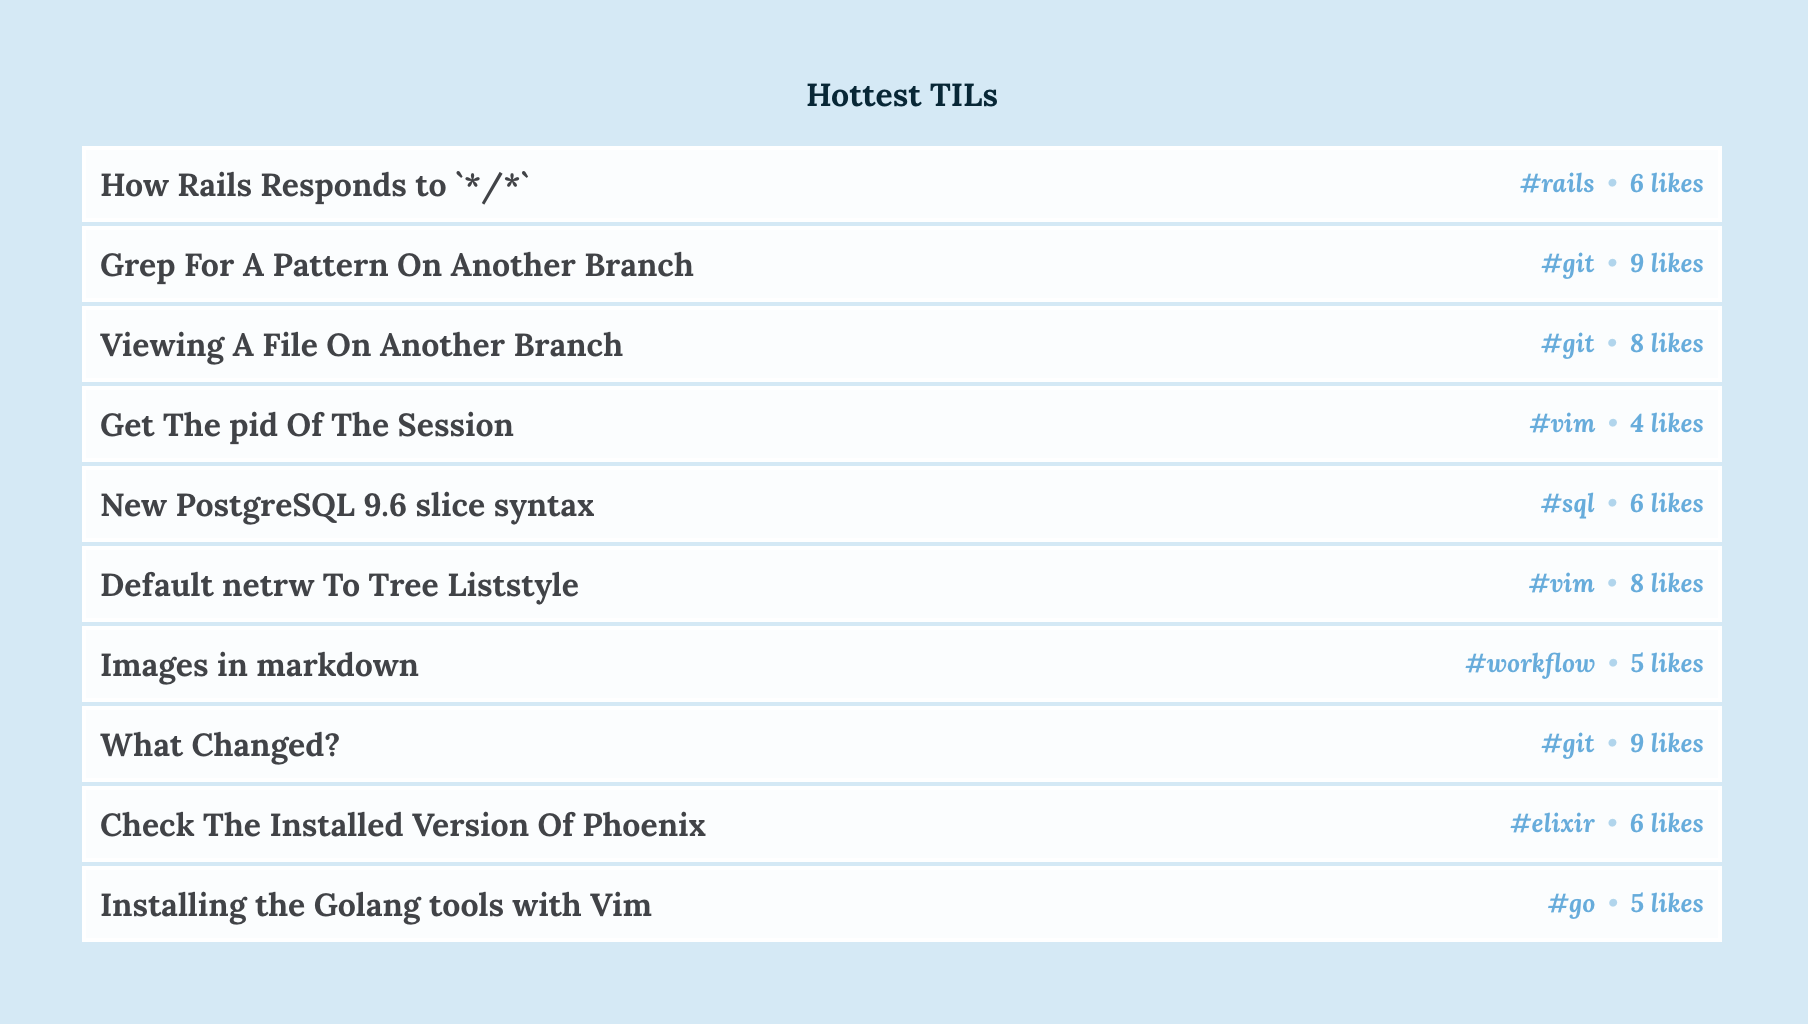 Hottest TILs
How Rails Responds to `*/*` #rails • 6 likes
Grep For A Pattern On Another Branch #git • 9 likes
Viewing A File On Another Branch #git • 8 likes
Get The pid Of The Session #vim • 4 likes
New PostgreSQL 9.6 slice syntax #sql • 6 likes
Default netrw To Tree Liststyle #vim • 8 likes
Images in markdown #workflow • 5 likes
What Changed? #git • 9 likes
Check The Installed Version Of Phoenix #elixir • 6 likes
Installing the Golang tools with Vim #go • 5 likes